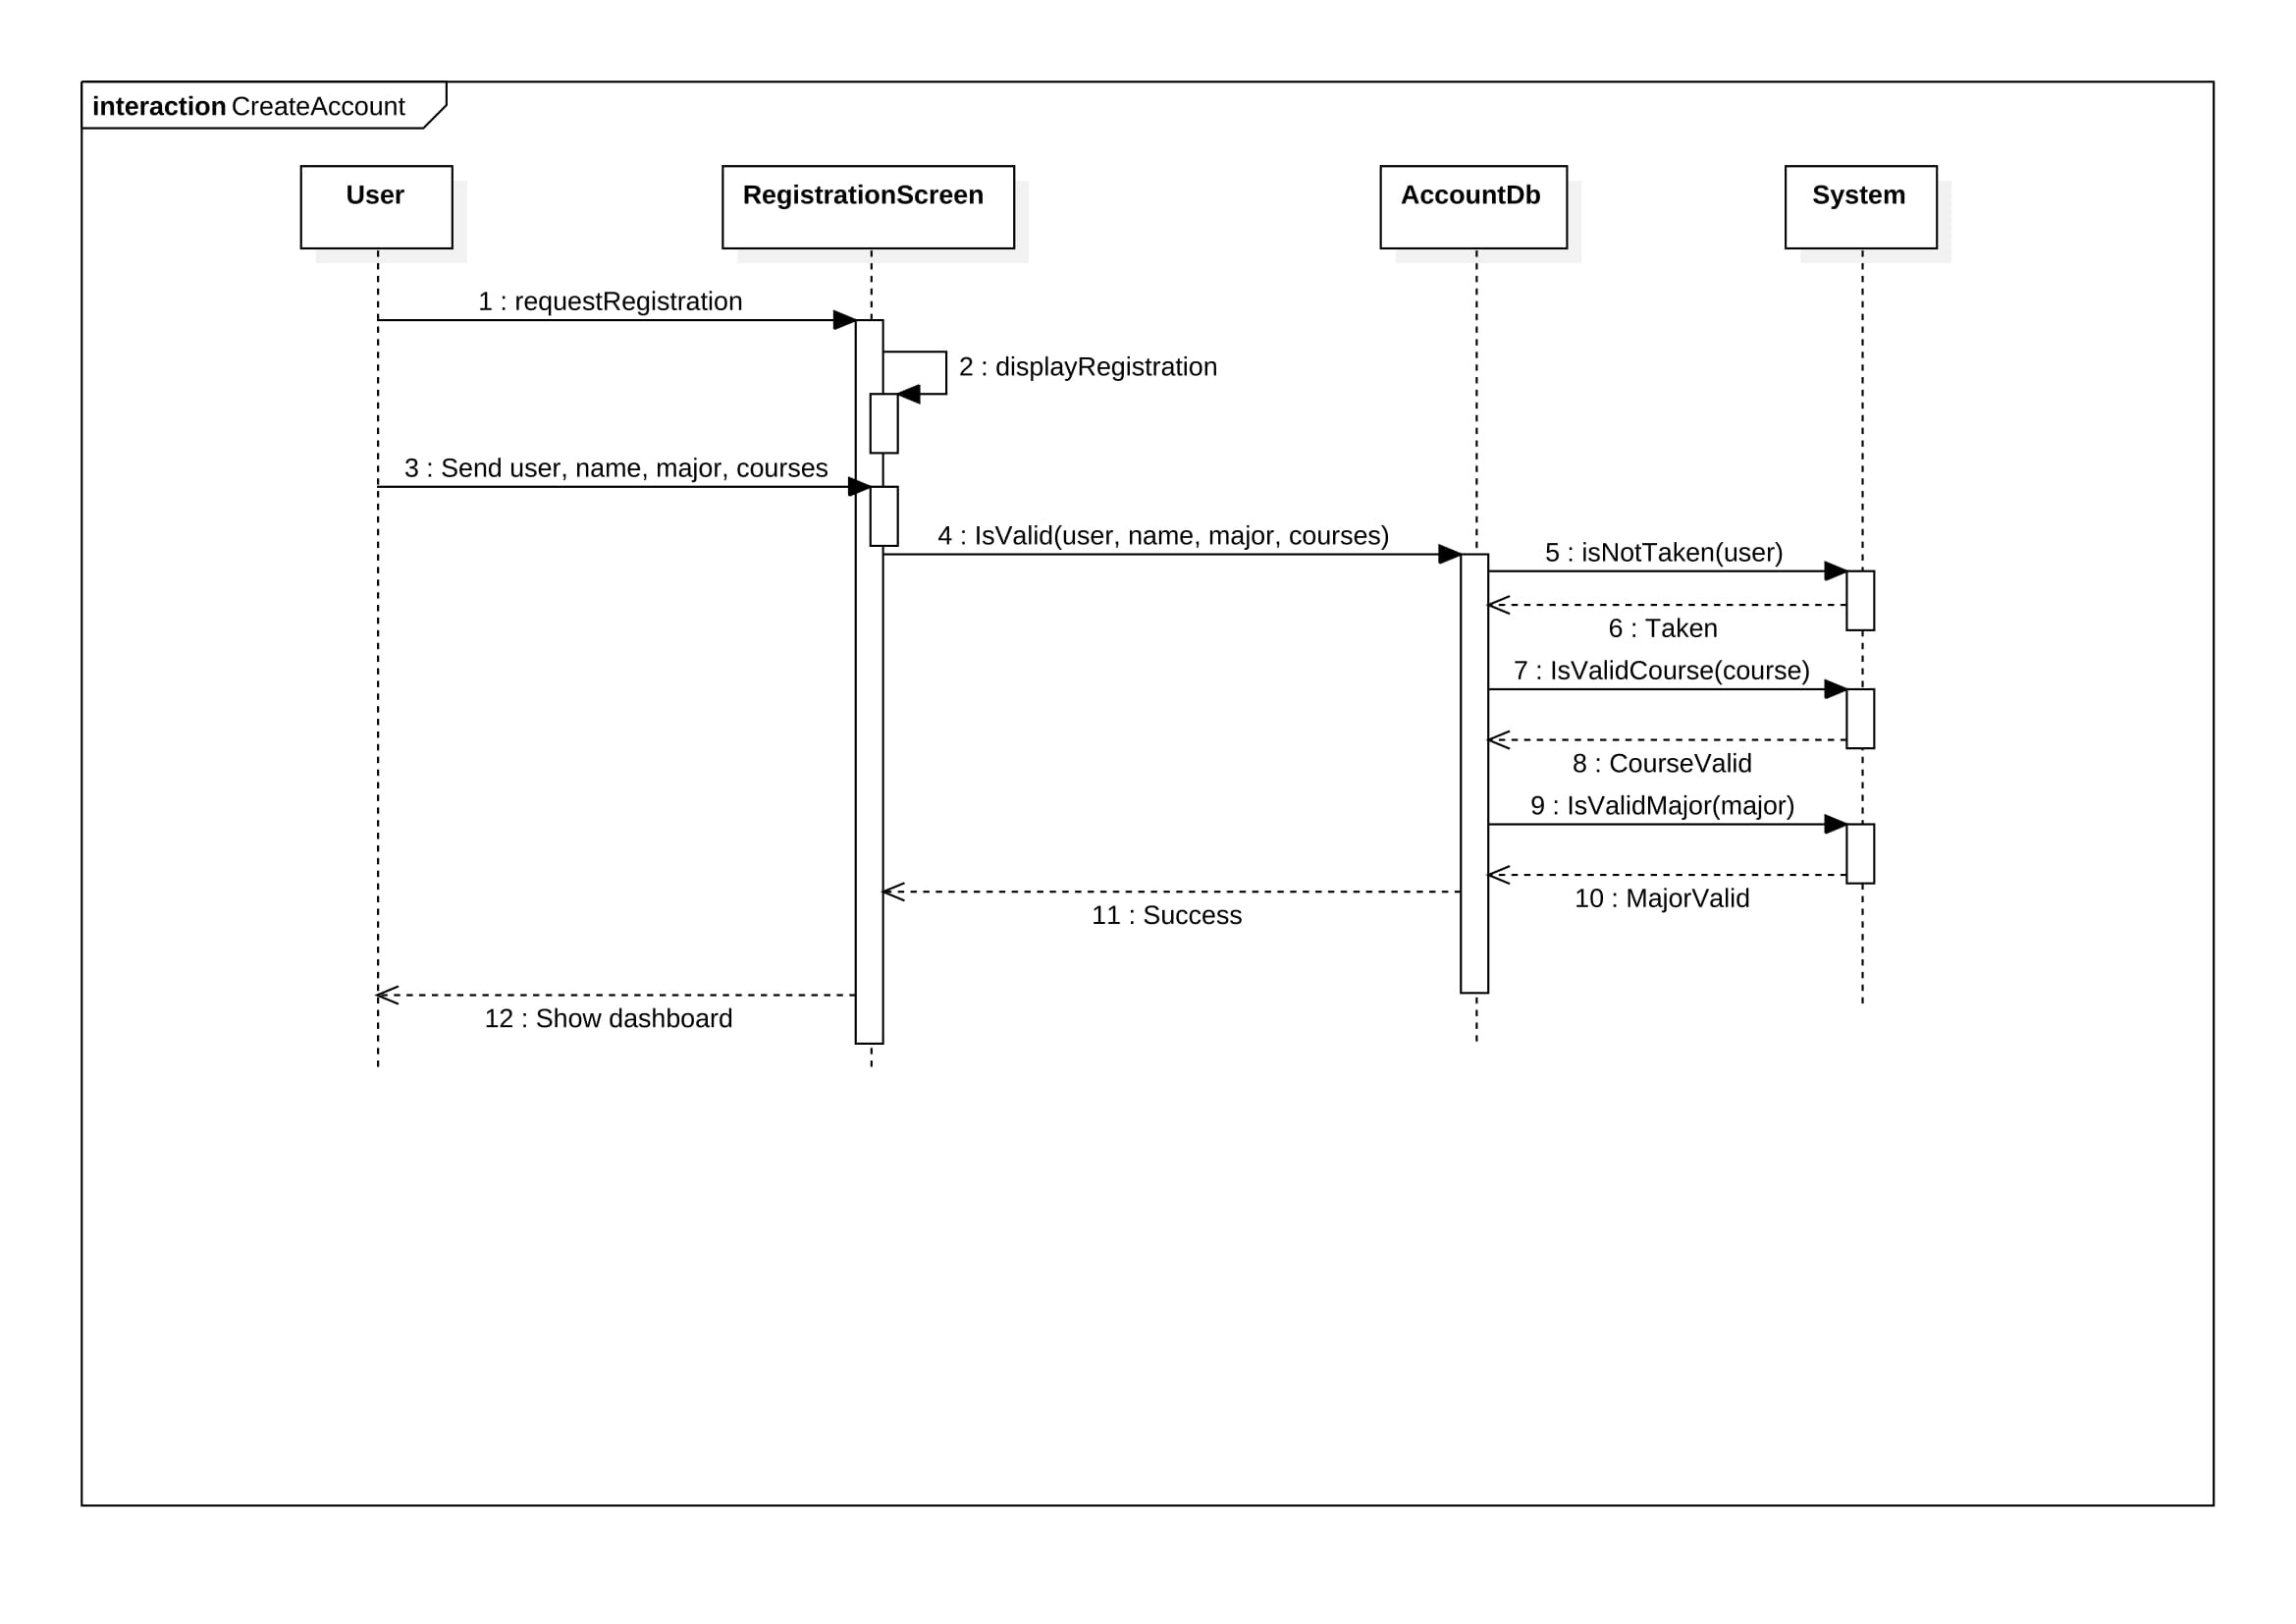 interaction CreateAccount
User
RegistrationScreen
AccountDb
System
1 : requestRegistration
2 : displayRegistration
3 : Send user, name, major, courses
4 : IsValid(user, name, major, courses)
5 : isNotTaken(user)
6 : Taken
7 : IsValidCourse(course)
8 : CourseValid
9 : IsValidMajor(major)
10 : MajorValid
11 : Success
12 : Show dashboard